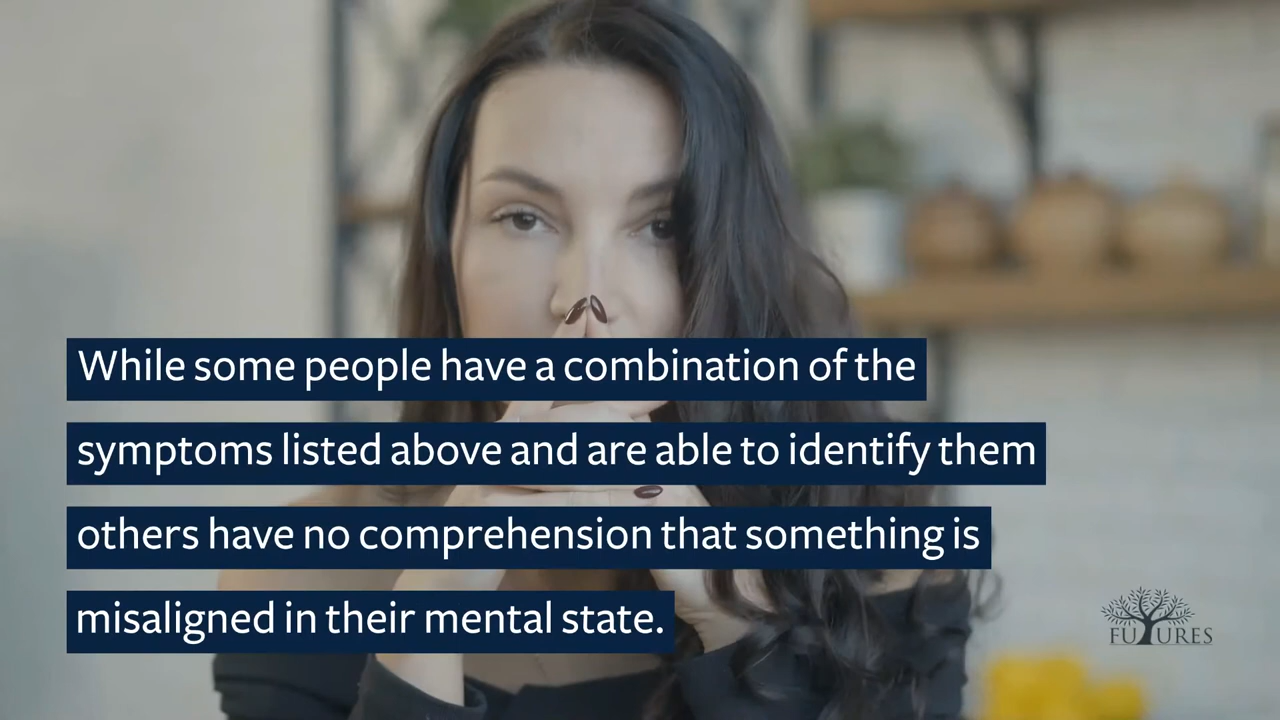 While some people have a combination of the
symptoms listed above and are able to identify them
others have no comprehension that something is
misaligned in their mental state.
FUTURES